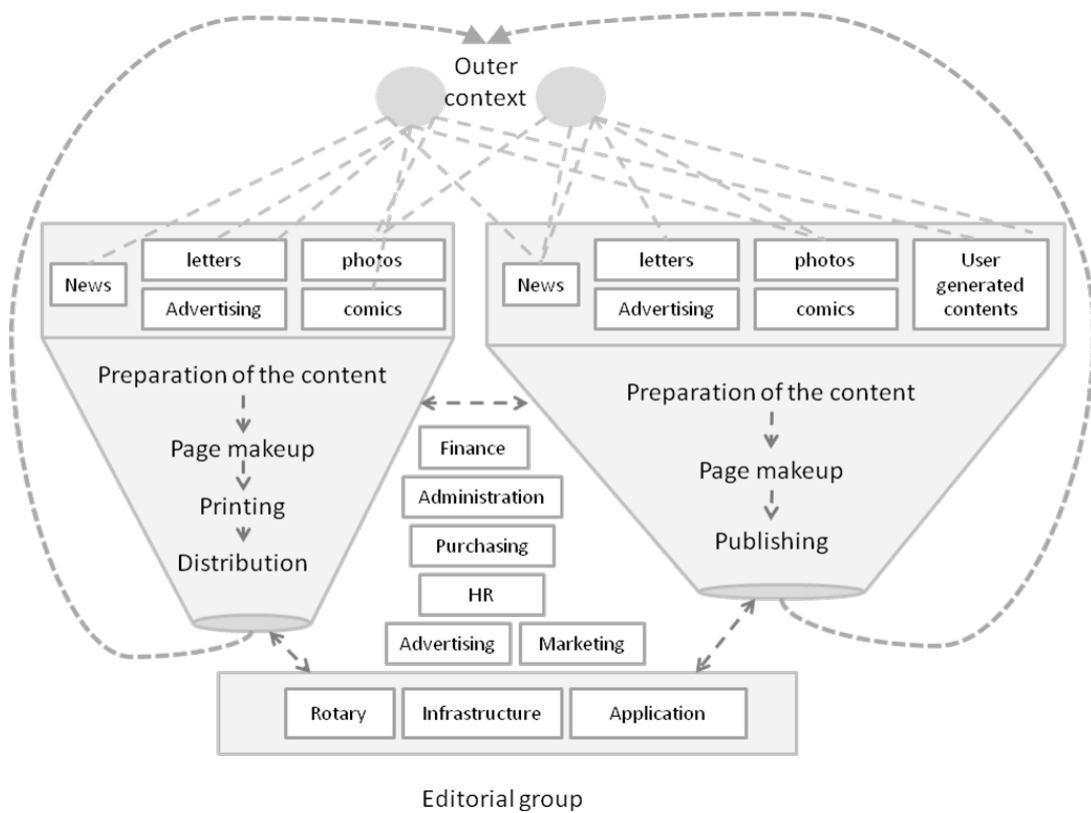 Outer
context
News
letters
photos
Advertising
comics
News
letters
photos
User
generated
contents
Advertising
comics
Preparation of the content
Page makeup
Printing
Distribution
Preparation of the content
Page makeup
Publishing
Finance
Administration
Purchasing
HR
Advertising
Marketing
Rotary
Infrastructure
Application
Editorial group